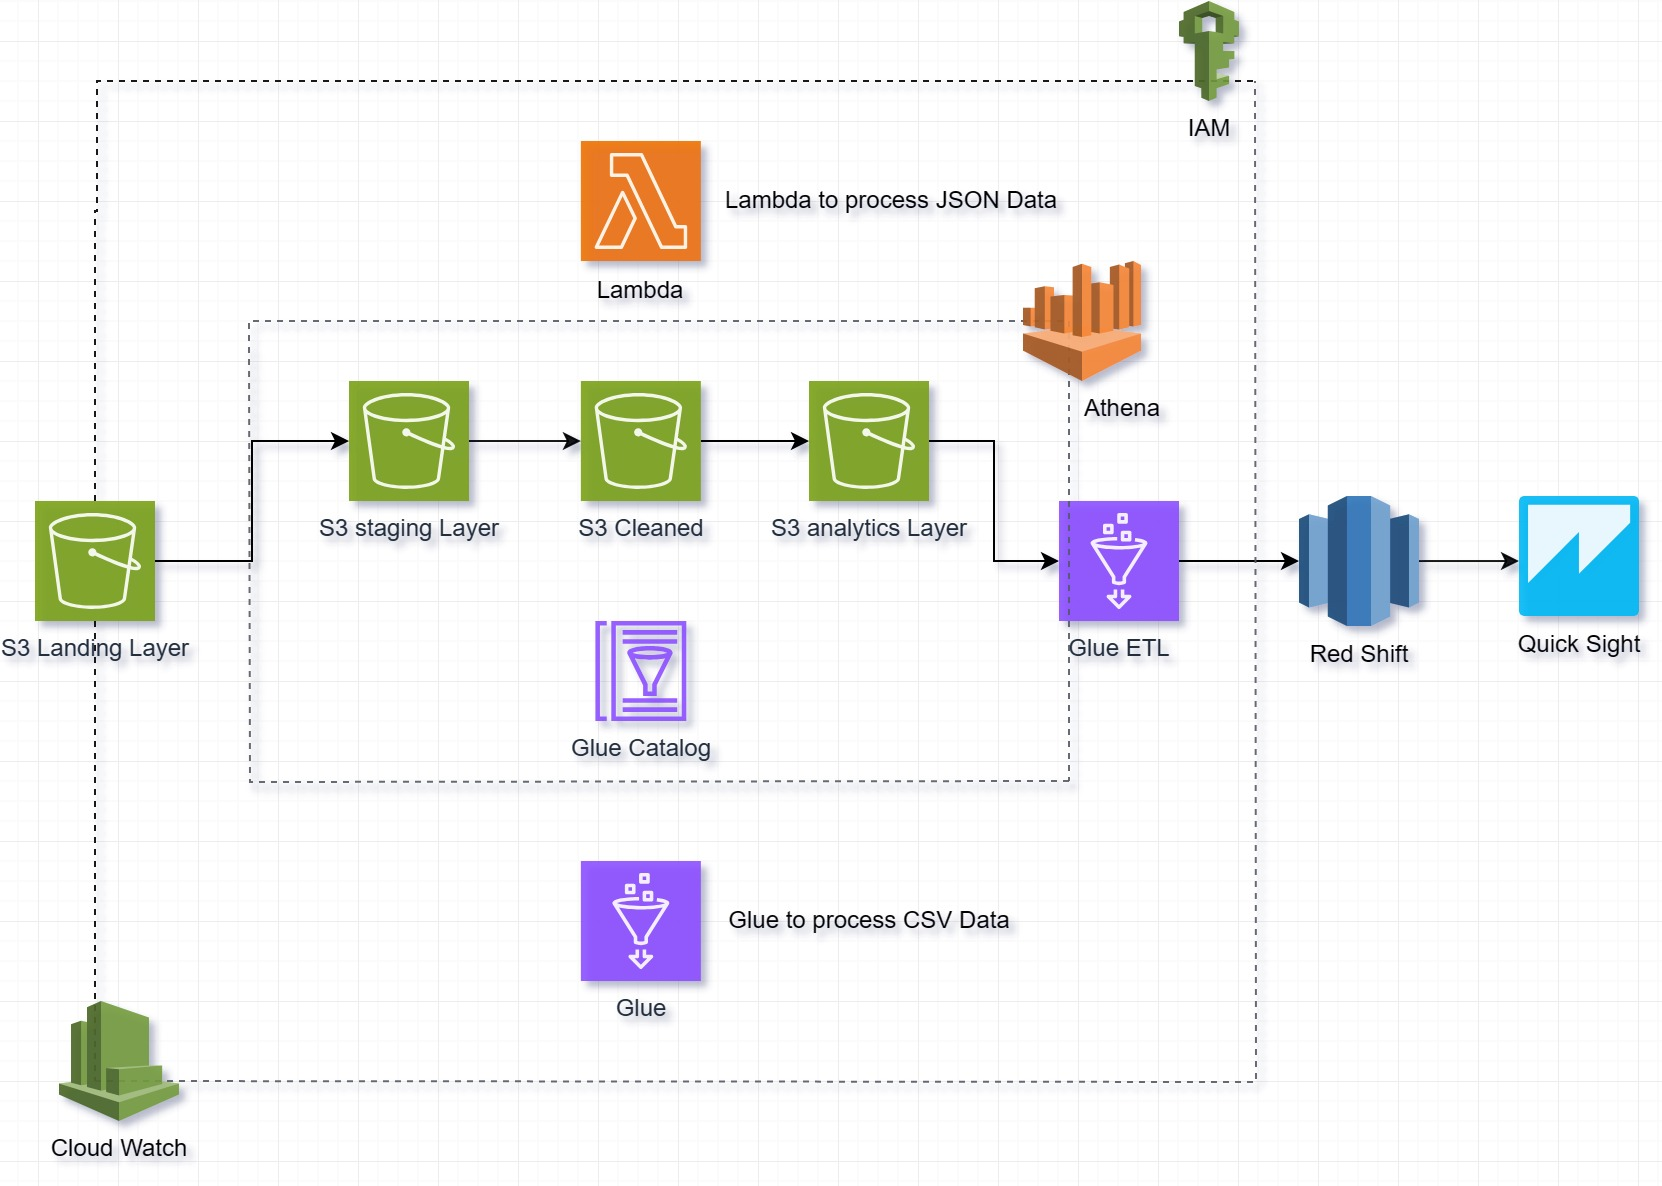 IAM
Lambda to process JSON Data
Lambda
Athena
S3 staging Layer
S3 Cleaned
S3 analytics Layer
S3 Landing Layer
Glue ETL
Red Shift
Quick Sight
Glue Catalog
Glue to process CSV Data
Glue
Cloud Watch